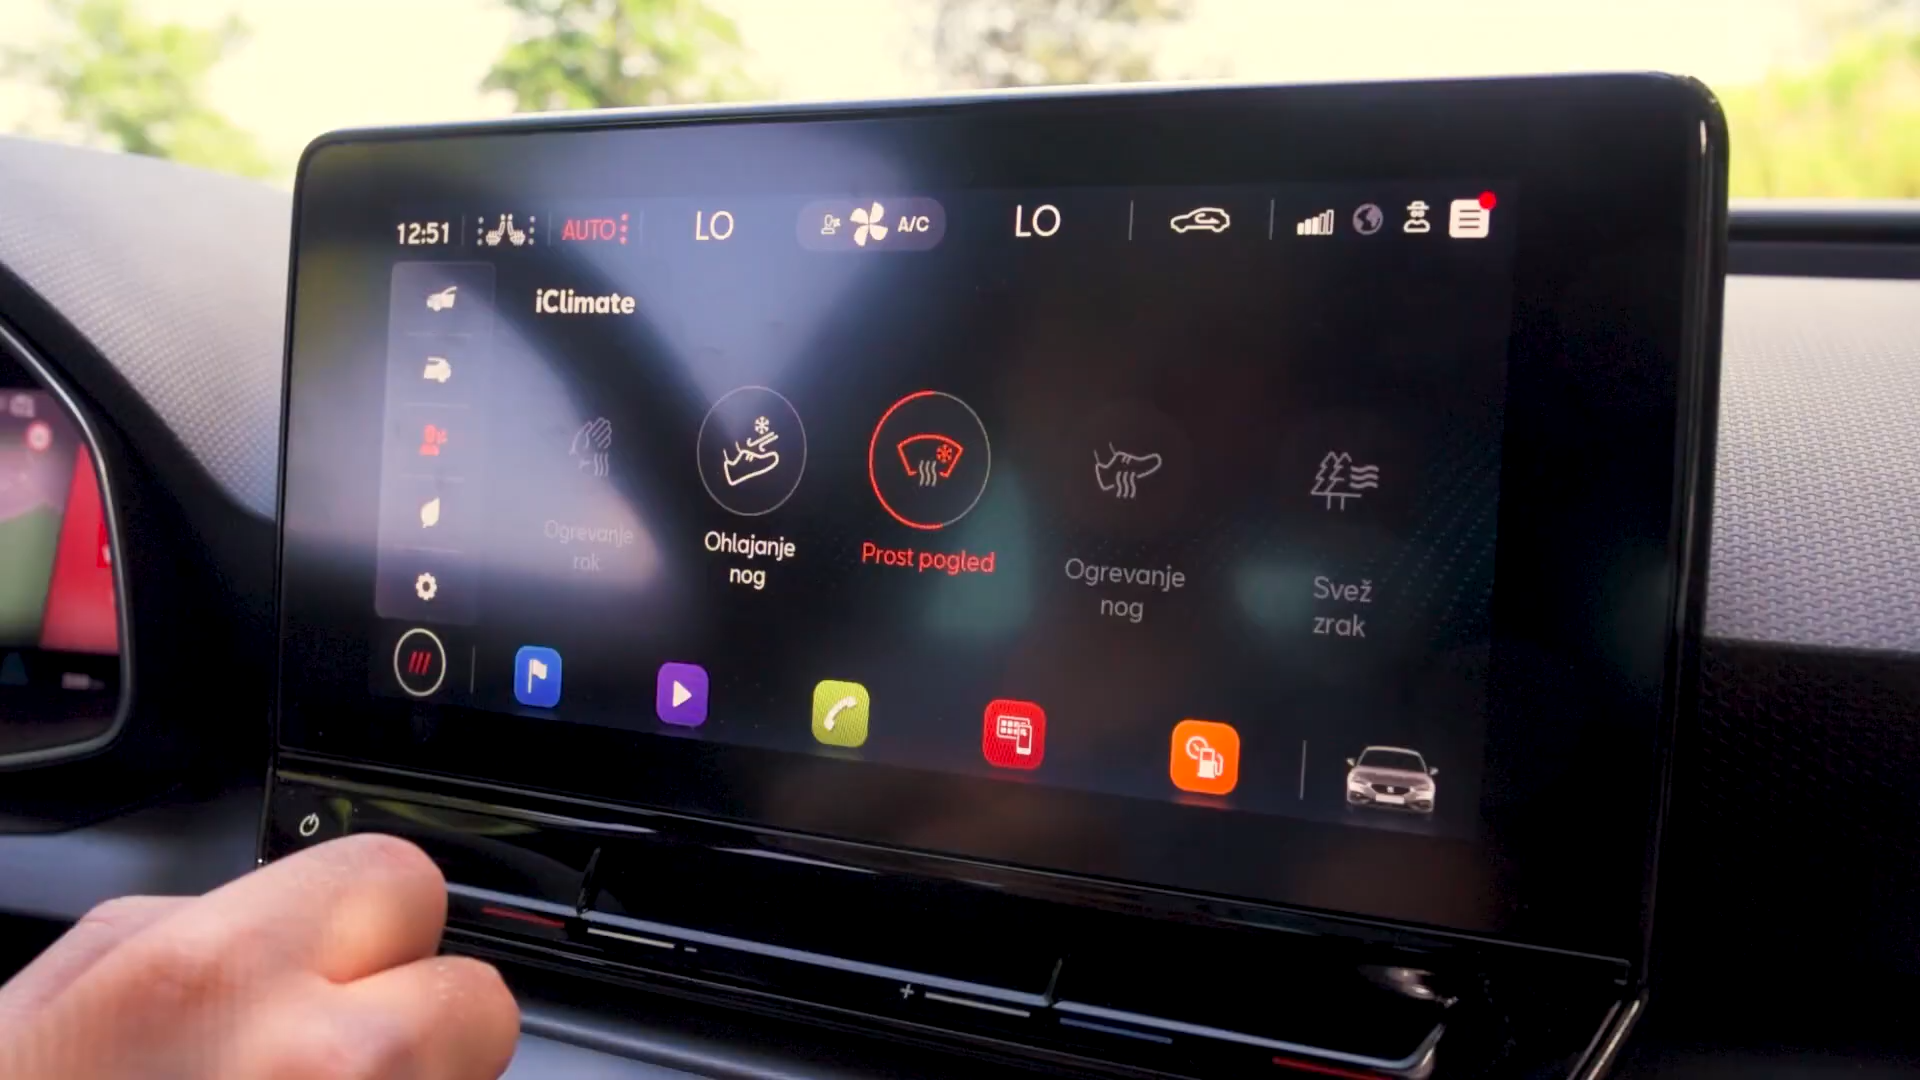 12:51 AUTO LO A/C LO
iClimate
Ogrevanje
rok
Ohlajanje
nog
Prost pogled
Ogrevanje
nog
Svež
zrak